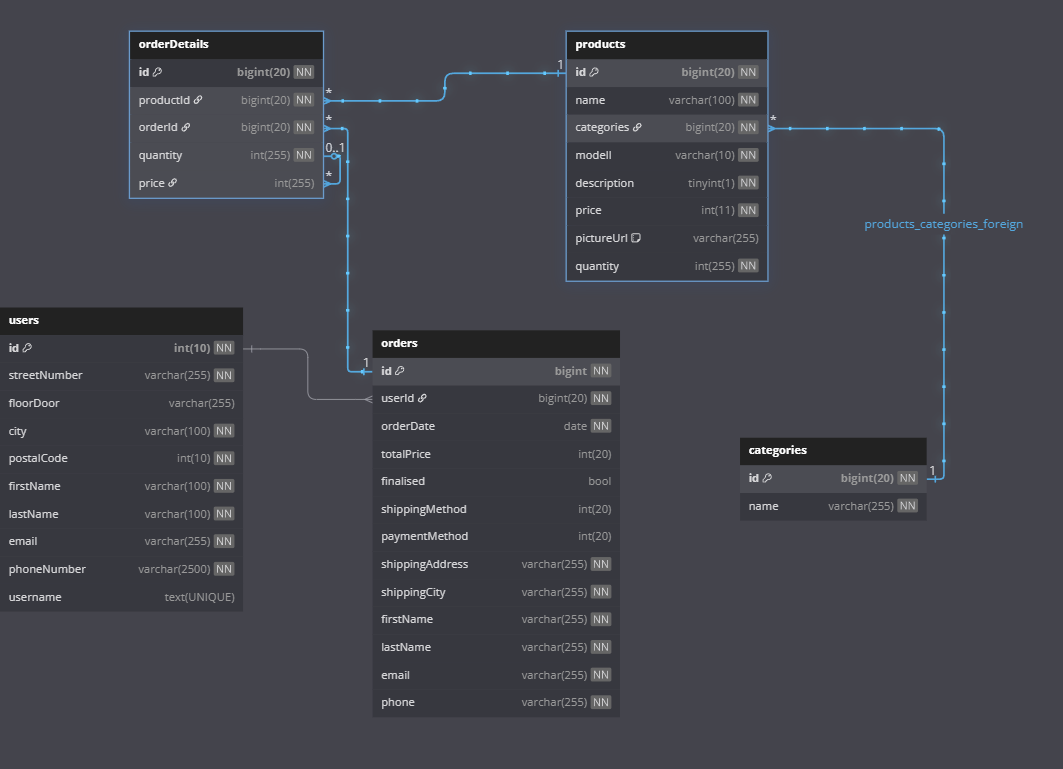 orderDetails
id bigint(20) NN
productId bigint(20) NN
orderId bigint(20) NN
quantity int(255) NN
price int(255)
*
*
0..1
*
1
products
id bigint(20) NN
name varchar(100) NN
categories bigint(20) NN
modell varchar(10) NN
description tinyint(1) NN
price int(11) NN
pictureUrl varchar(255)
quantity int(255) NN
*
products_categories_foreign
users
id int(10) NN
streetNumber varchar(255) NN
floorDoor varchar(255)
city varchar(100) NN
postalCode int(10) NN
firstName varchar(100) NN
lastName varchar(100) NN
email varchar(255) NN
phoneNumber varchar(2500) NN
username text(UNIQUE)
1
orders
id bigint NN
userId bigint(20) NN
orderDate date NN
totalPrice int(20)
finalised bool
shippingMethod int(20)
paymentMethod int(20)
shippingAddress varchar(255) NN
shippingCity varchar(255) NN
firstName varchar(255) NN
lastName varchar(255) NN
email varchar(255) NN
phone varchar(255) NN
categories
id bigint(20) NN
name varchar(255) NN
1